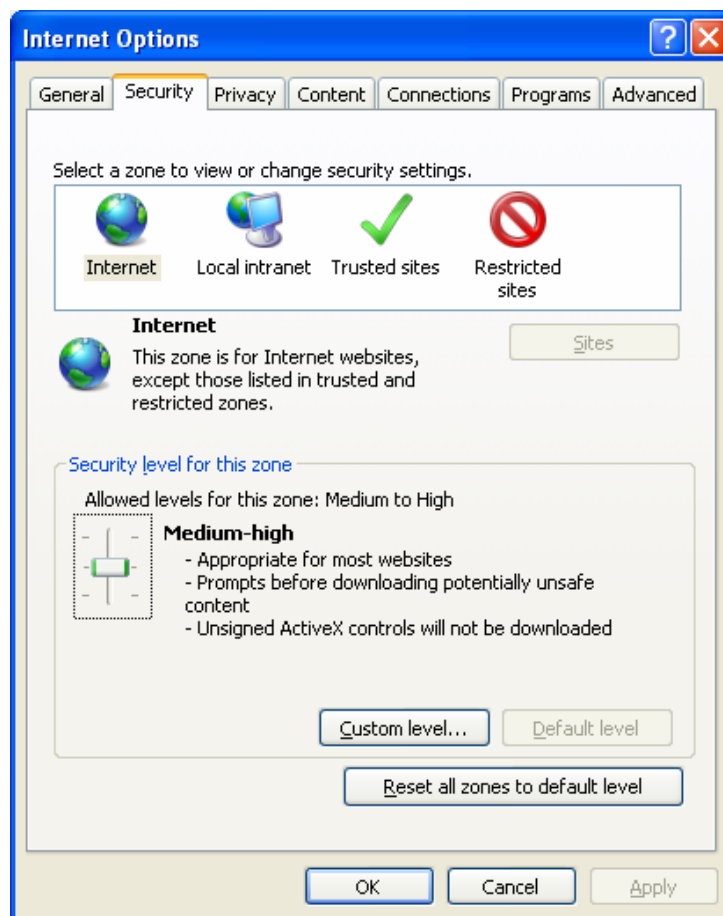 Internet Options
General Security Privacy Content Connections Programs Advanced
Select a zone to view or change security settings.
Internet Local intranet Trusted sites Restricted
sites
Internet
Sites
This zone is for Internet websites,
except those listed in trusted and
restricted zones.
Security level for this zone
Allowed levels for this zone: Medium to High
Medium-high
- Appropriate for most websites
- Prompts before downloading potentially unsafe
content
- Unsigned ActiveX controls will not be downloaded
Custom level... Default level
Reset all zones to default level
OK Cancel Apply